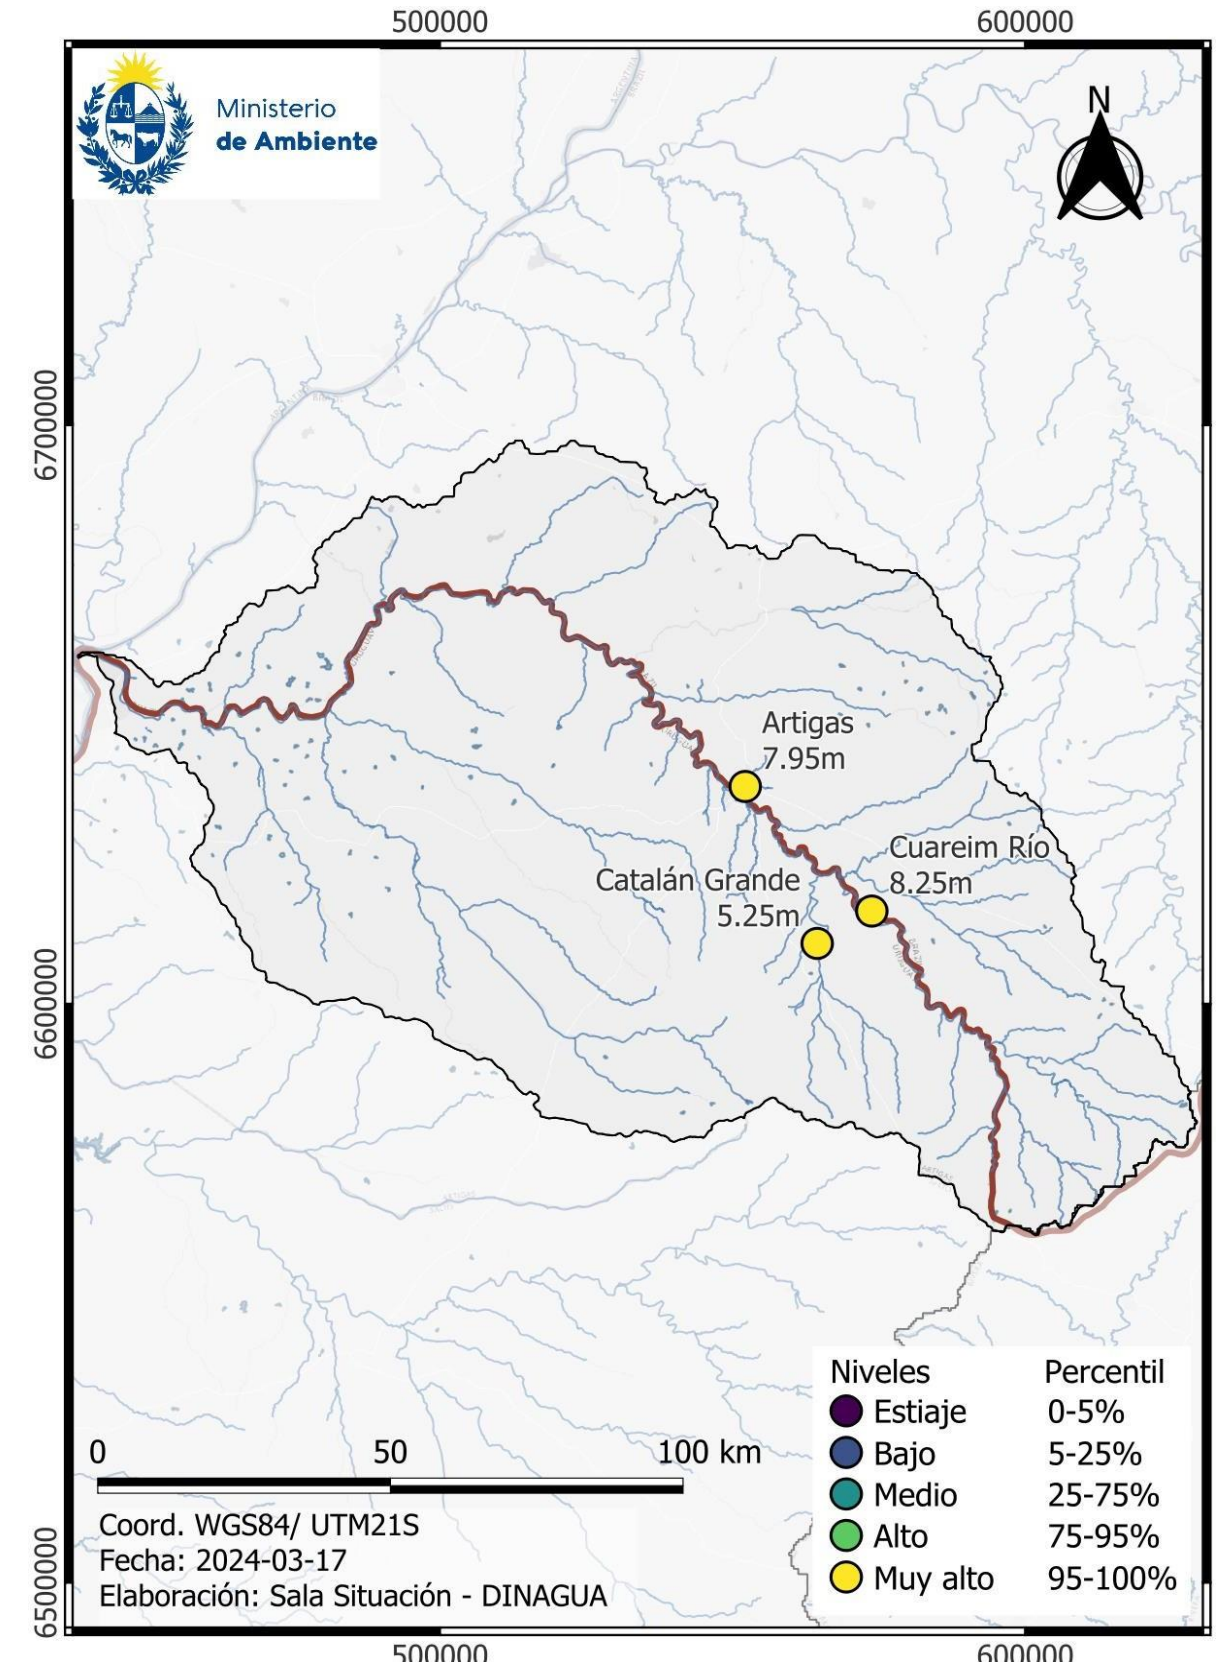 500000
600000
Ministerio
de Ambiente
N
6700000
Artigas
7.95m
Cuareim Río
8.25m
Catalán Grande
5.25m
6600000
Niveles Percentil
Estiaje 0-5%
Bajo 5-25%
Medio 25-75%
Alto 75-95%
Muy alto 95-100%
0 50 100 km
Coord. WGS84/ UTM21S
Fecha: 2024-03-17
Elaboración: Sala Situación - DINAGUA
6500000
500000
600000